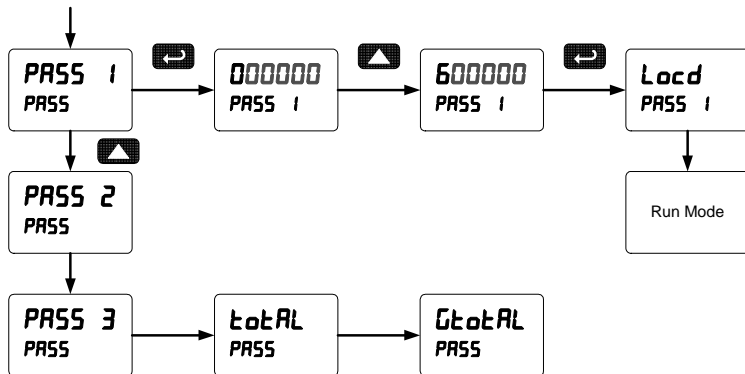 PASS 1
PASS
000000
PASS 1
600000
PASS 1
Locd
PASS 1
PASS 2
PASS
Run Mode
PASS 3
PASS
totAL
PASS
GtotAL
PASS